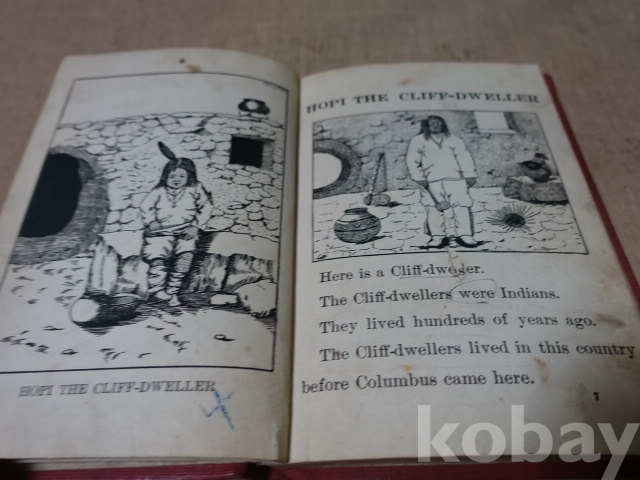 HOPI THE CLIFF-DWELLER
HOPI THE CLIFF-DWELLER
Here is a Cliff-dweller.
The Cliff-dwellers were Indians.
They lived hundreds of years ago.
The Cliff-dwellers lived in this country
before Columbus came here.
7
kobay